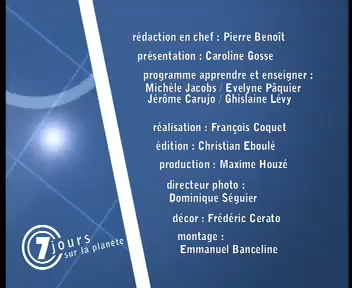 rédaction en chef : Pierre Benoît
présentation : Caroline Gosse
programme apprendre et enseigner :
Michèle Jacobs / Evelyne Pâquier
Jérôme Carujo / Ghislaine Lévy
réalisation : François Coquet
édition : Christian Eboulé
production : Maxime Houzé
directeur photo :
Dominique Séguier
décor : Frédéric Cerato
montage :
Emmanuel Banceline
7 jours
sur la planète